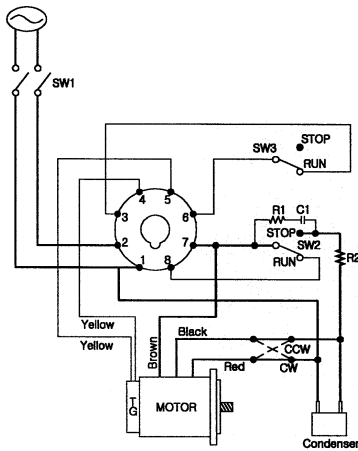 SW1
STOP
SW3
RUN
4 5
3 6
2 7
1 8
R1 C1
STOP
SW2
RUN
R2
Yellow
Yellow
Brown
Black
Red
CCW
CW
TG
MOTOR
Condenser